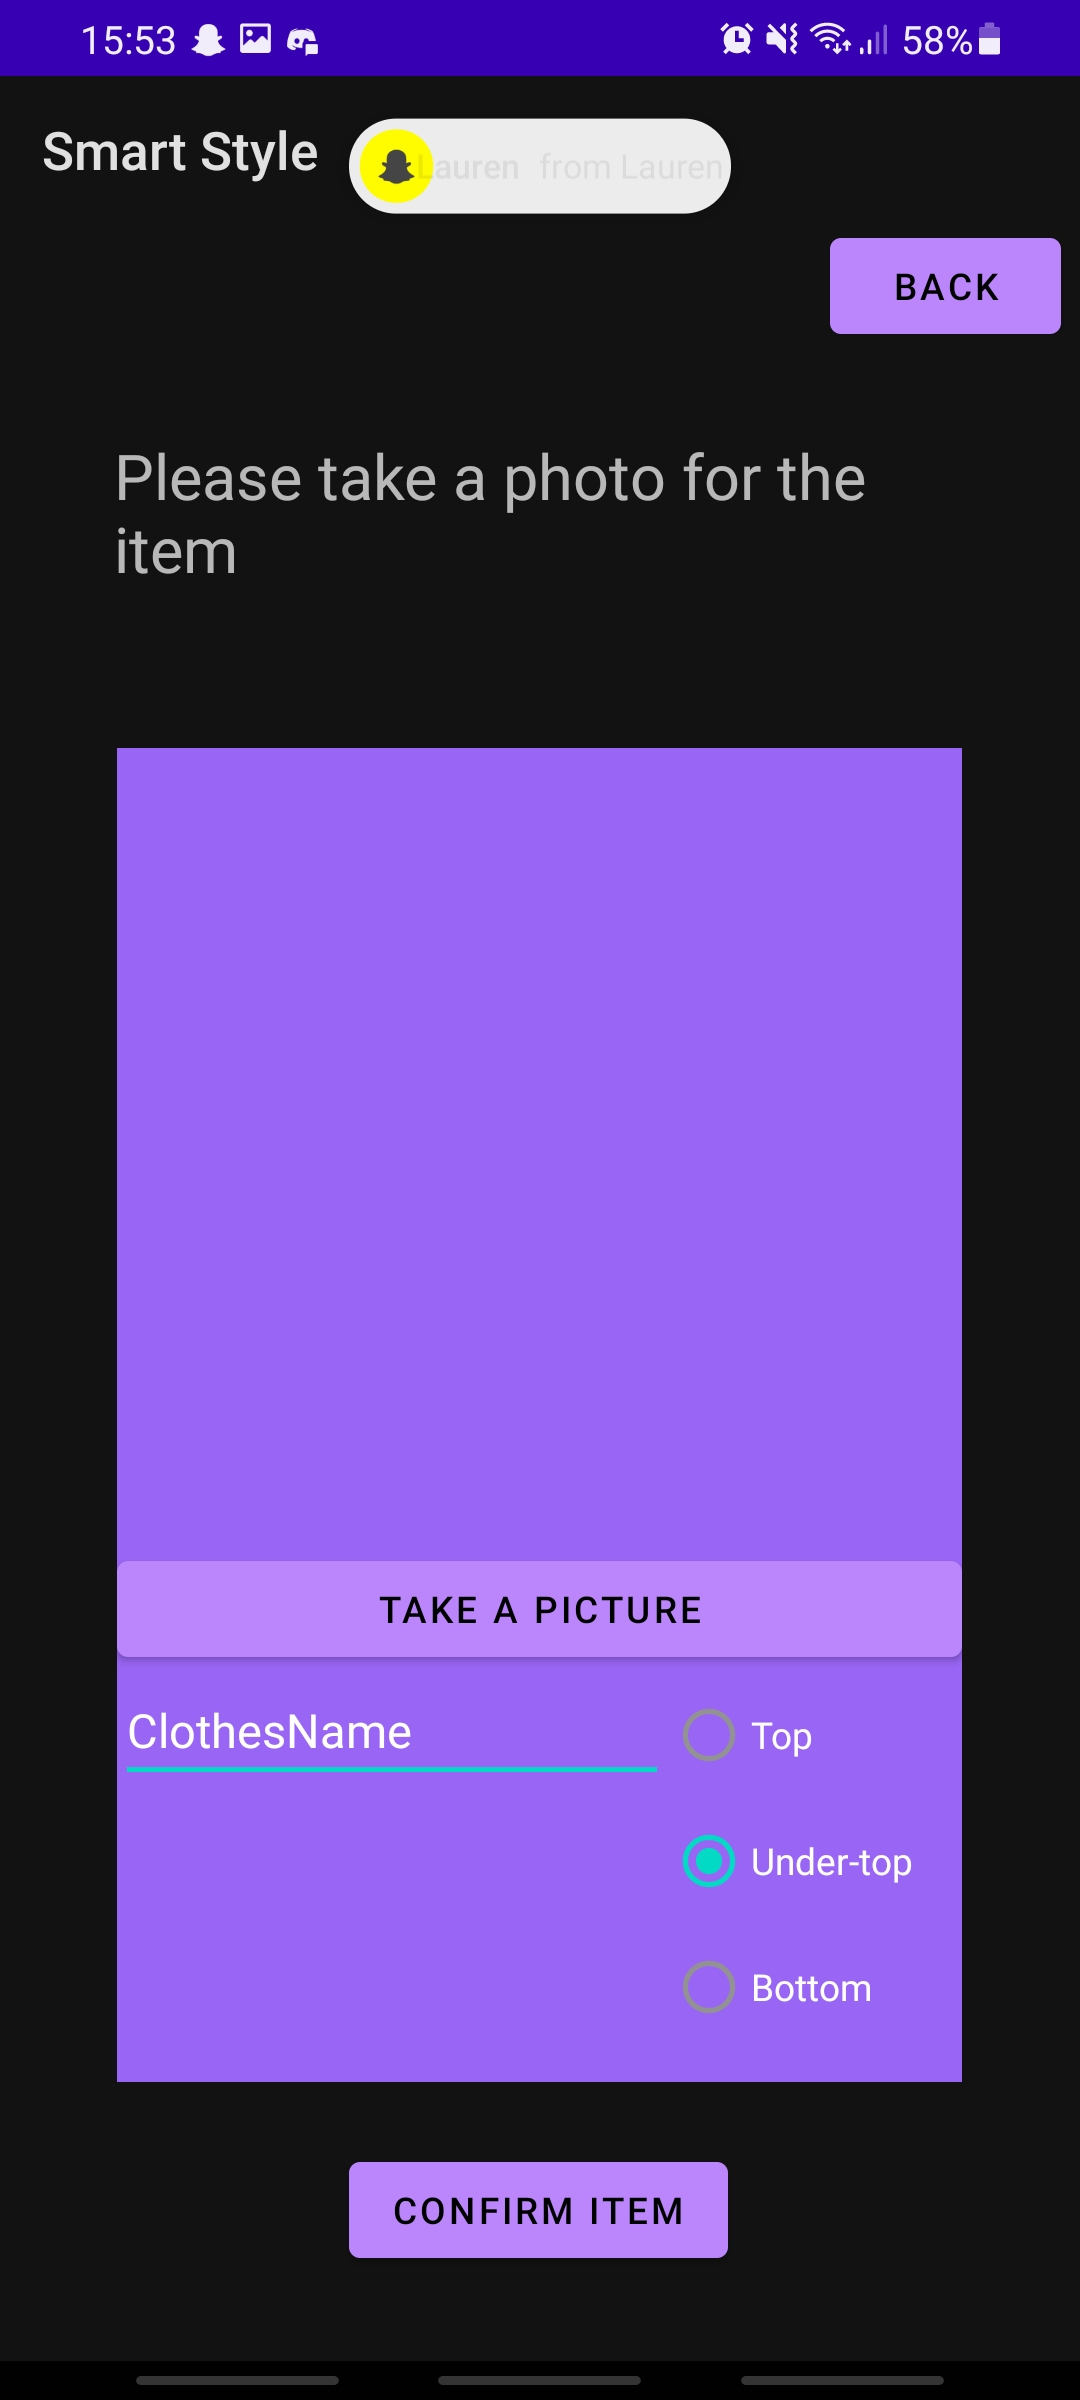 15:53
58%
Smart Style
Lauren from Lauren
BACK
Please take a photo for the
item
TAKE A PICTURE
ClothesName
Top
Under-top
Bottom
CONFIRM ITEM